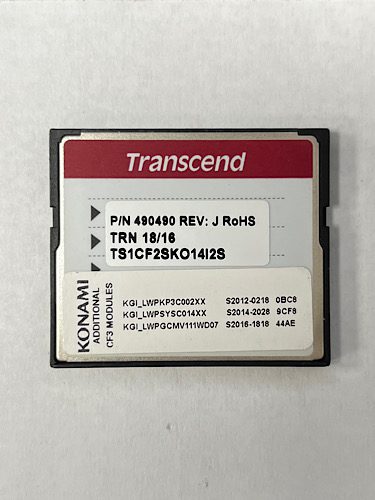 Transcend
P/N 490490 REV: J RoHS
TRN 18/16
TS1CF2SKO14I2S
KONAMI
ADDITIONAL
CF3 MODULES
KGI_LWPKP3C002XX S2012-0218 0BC8
KGI_LWPSYSC014XX S2014-2028 9CF8
KGI_LWPGCMV111WD07 S2016-1818 44AE